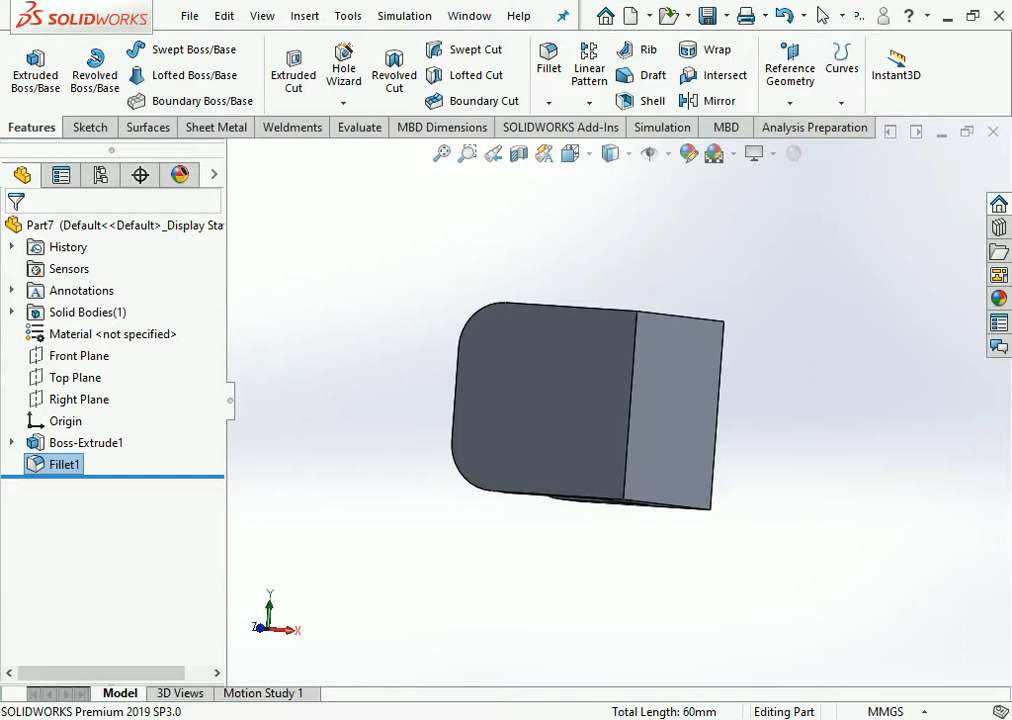 SOLIDWORKS File Edit View Insert Tools Simulation Window Help P.. ?
Extruded Boss/Base
Revolved Boss/Base
Swept Boss/Base
Lofted Boss/Base
Boundary Boss/Base
Extruded Cut
Hole Wizard
Revolved Cut
Swept Cut
Lofted Cut
Boundary Cut
Fillet
Linear Pattern
Rib
Draft
Shell
Wrap
Intersect
Mirror
Reference Geometry
Curves
Instant3D
Features Sketch Surfaces Sheet Metal Weldments Evaluate MBD Dimensions SOLIDWORKS Add-Ins Simulation MBD Analysis Preparation
Part7 (Default<<Default>_Display Sta
History
Sensors
Annotations
Solid Bodies(1)
Material <not specified>
Front Plane
Top Plane
Right Plane
Origin
Boss-Extrude1
Fillet1
Y
Z X
Model 3D Views Motion Study 1
SOLIDWORKS Premium 2019 SP3.0 Total Length: 60mm Editing Part MMGS